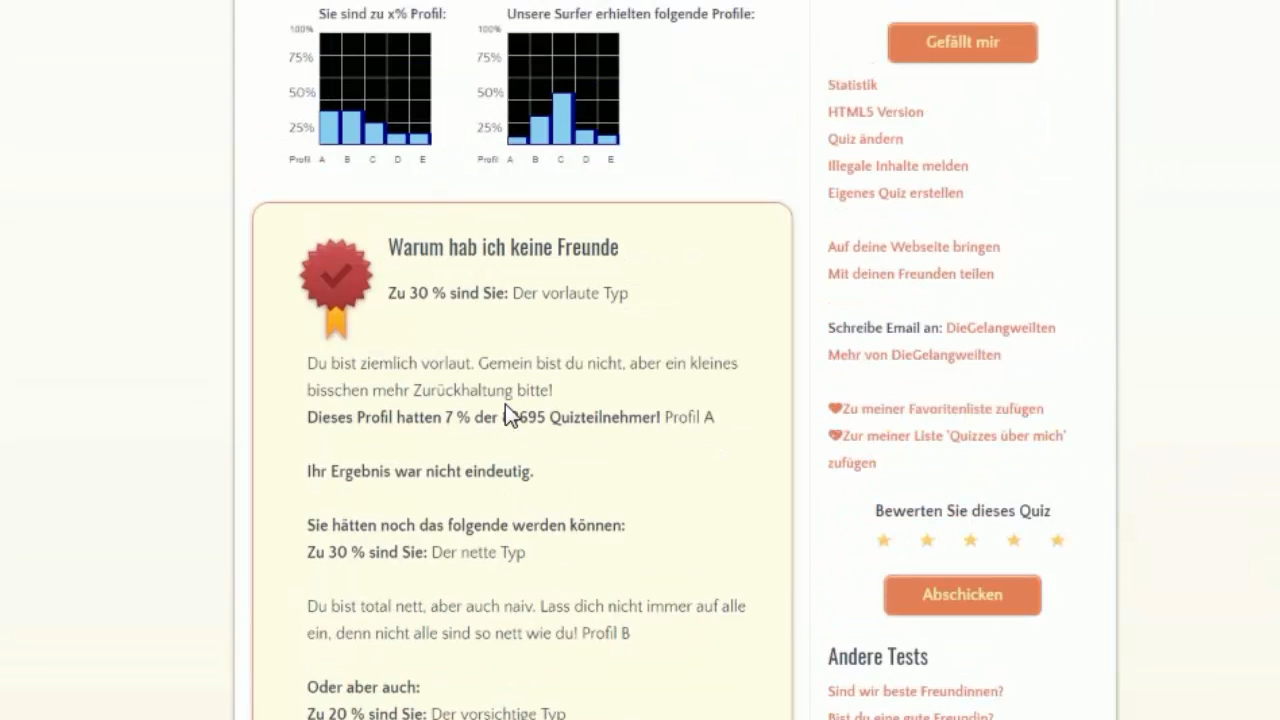 Sie sind zu x% Profil:
100%
75%
50%
25%
Profil A B C D E
Unsere Surfer erhielten folgende Profile:
100%
75%
50%
25%
Profil A B C D E
Warum hab ich keine Freunde
Zu 30 % sind Sie: Der vorlaute Typ
Du bist ziemlich vorlaut. Gemein bist du nicht, aber ein kleines
bisschen mehr Zurückhaltung bitte!
Dieses Profil hatten 7 % der Quizteilnehmer! Profil A
Ihr Ergebnis war nicht eindeutig.
Sie hätten noch das folgende werden können:
Zu 30 % sind Sie: Der nette Typ
Du bist total nett, aber auch naiv. Lass dich nicht immer auf alle
ein, denn nicht alle sind so nett wie du! Profil B
Oder aber auch:
Zu 20 % sind Sie: Der vorsichtige Typ
Gefällt mir
Statistik
HTML5 Version
Quiz ändern
Illegale Inhalte melden
Eigenes Quiz erstellen
Auf deine Webseite bringen
Mit deinen Freunden teilen
Schreibe Email an: DieGelangweilten
Mehr von DieGelangweilten
Zu meiner Favoritenliste zufügen
Zur meiner Liste 'Quizzes über mich'
zufügen
Bewerten Sie dieses Quiz
Abschicken
Andere Tests
Sind wir beste Freundinnen?
Bist du eine gute Freundin?